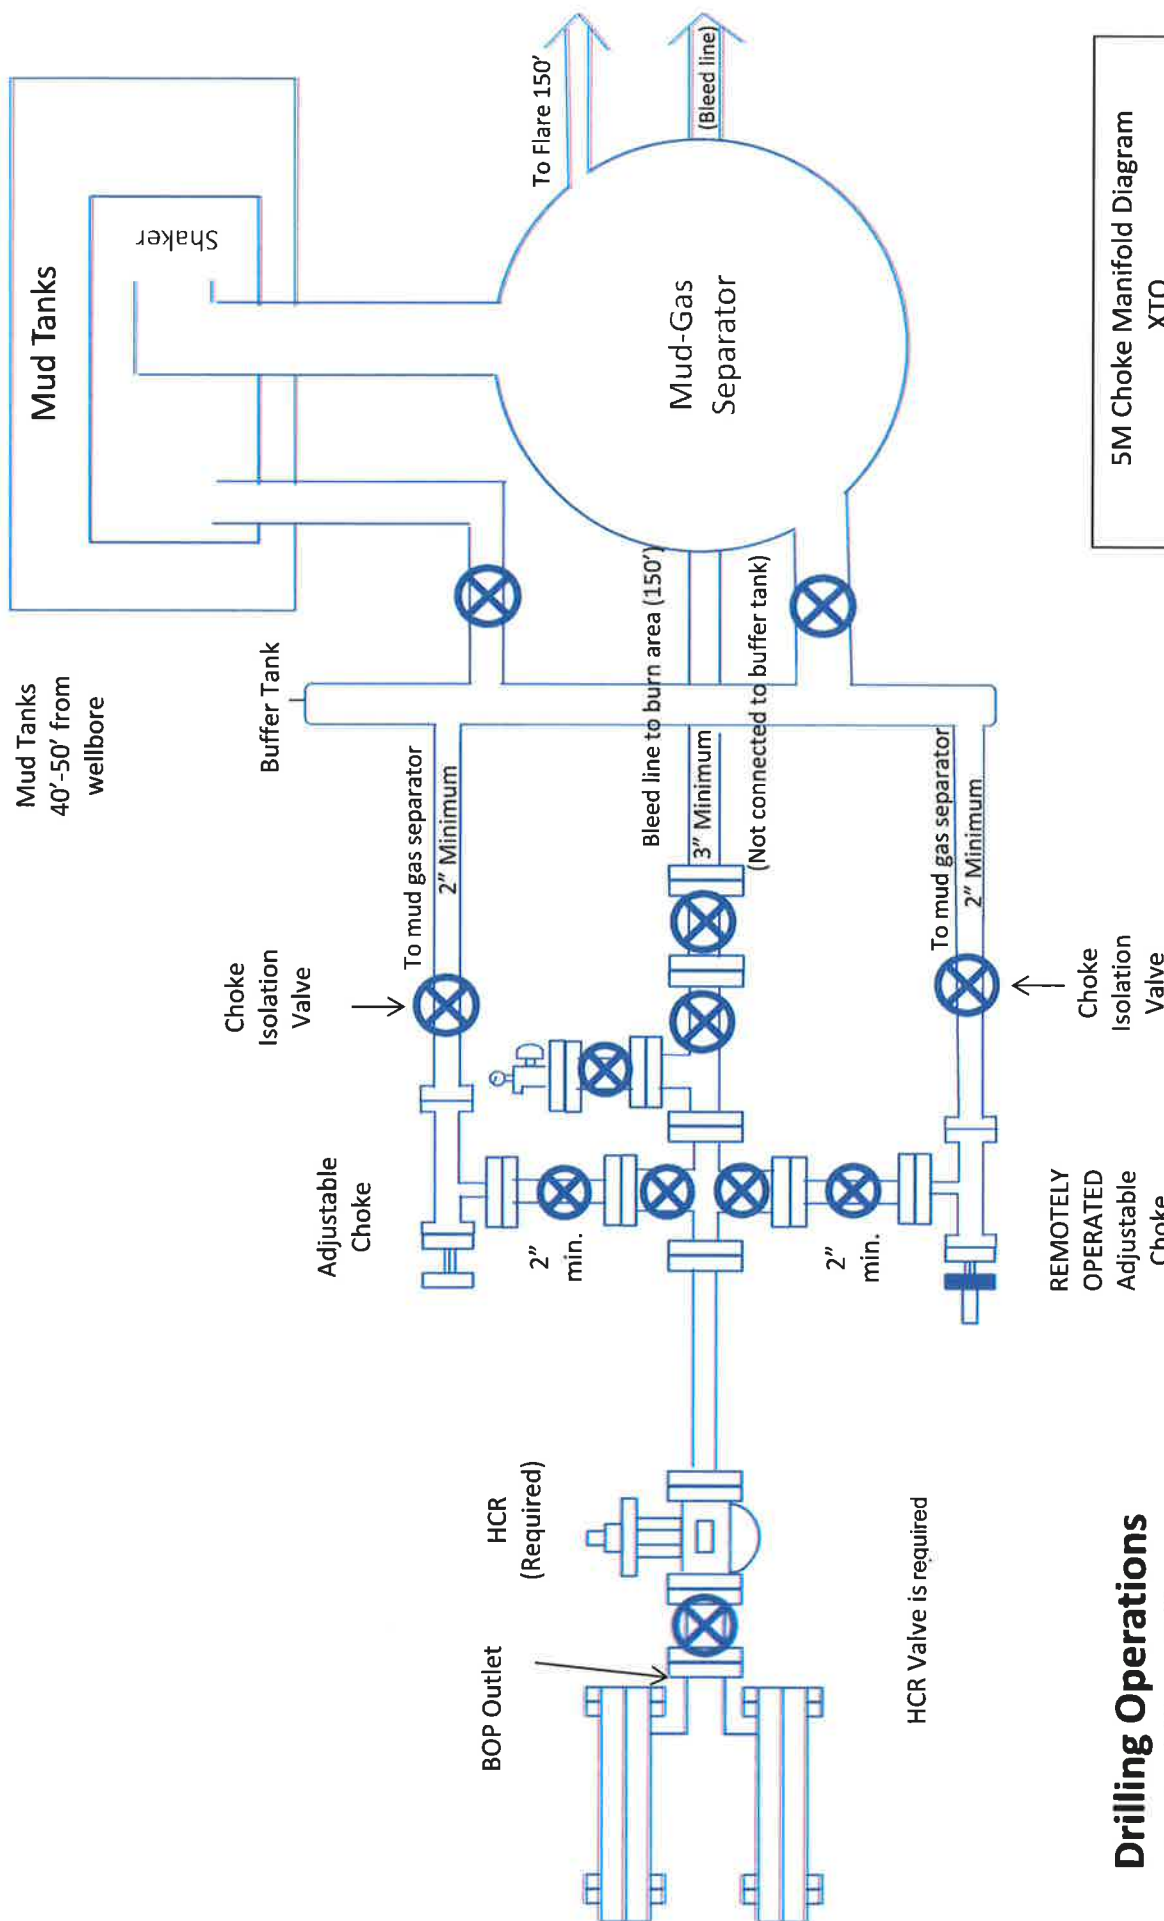 Mud Tanks
40’-50’ from
wellbore
Mud Tanks
Shaker
Buffer Tank
To Flare 150’
(Bleed line)
Mud-Gas
Separator
Choke
Isolation
Valve
To mud gas separator
2” Minimum
Adjustable
Choke
2”
min.
Bleed line to burn area (150’)
3” Minimum
(Not connected to buffer tank)
HCR
(Required)
BOP Outlet
2”
min.
To mud gas separator
2” Minimum
Choke
Isolation
Valve
REMOTELY
OPERATED
Adjustable
Choke
HCR Valve is required
Drilling Operations
5M Choke Manifold Diagram
XTO